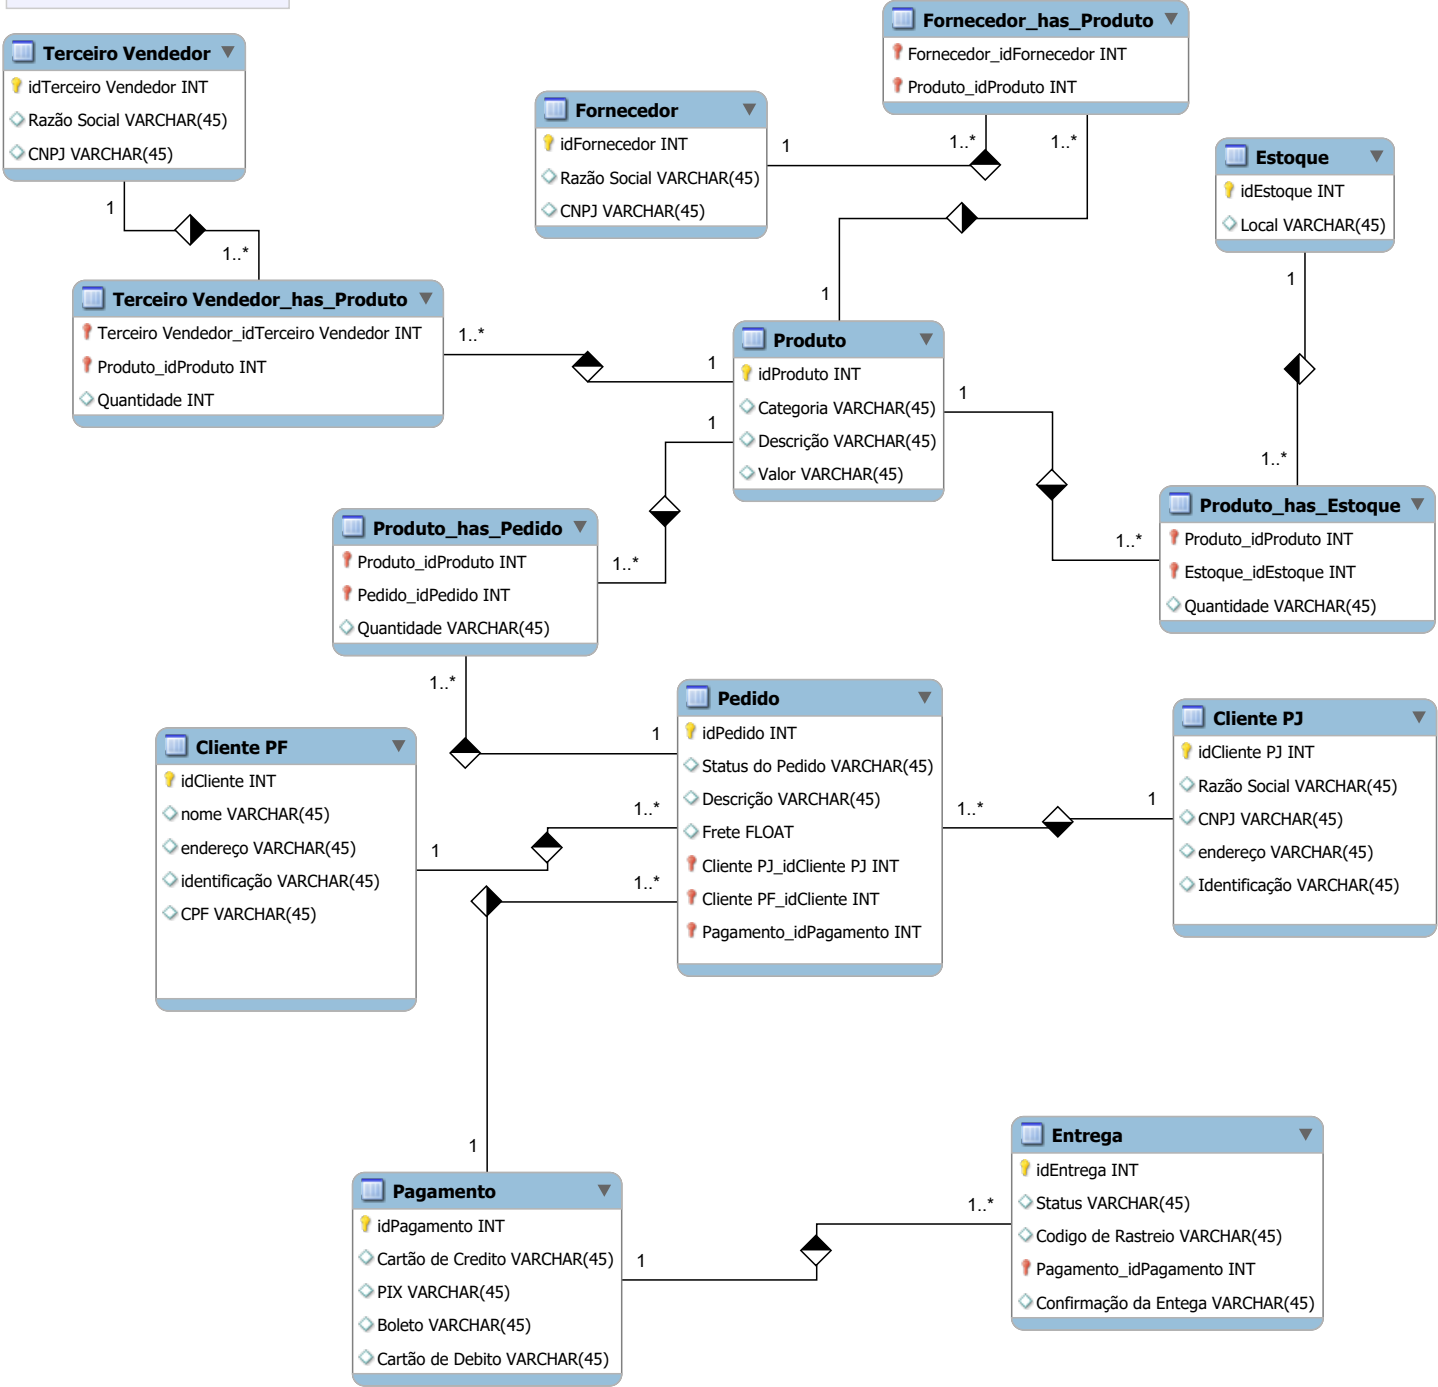 Terceiro Vendedor
idTerceiro Vendedor INT
Razão Social VARCHAR(45)
CNPJ VARCHAR(45)
1
1..*
Fornecedor_has_Produto
Fornecedor_idFornecedor INT
Produto_idProduto INT
1..*
1..*
Fornecedor
idFornecedor INT
Razão Social VARCHAR(45)
CNPJ VARCHAR(45)
1
Estoque
idEstoque INT
Local VARCHAR(45)
1
1..*
Terceiro Vendedor_has_Produto
Terceiro Vendedor_idTerceiro Vendedor INT
Produto_idProduto INT
Quantidade INT
1..*
1
1
1
1
Produto
idProduto INT
Categoria VARCHAR(45)
Descrição VARCHAR(45)
Valor VARCHAR(45)
Produto_has_Estoque
Produto_idProduto INT
Estoque_idEstoque INT
Quantidade VARCHAR(45)
1..*
Produto_has_Pedido
Produto_idProduto INT
Pedido_idPedido INT
Quantidade VARCHAR(45)
1..*
1..*
1
Pedido
idPedido INT
Status do Pedido VARCHAR(45)
Descrição VARCHAR(45)
Frete FLOAT
Cliente PJ_idCliente PJ INT
Cliente PF_idCliente INT
Pagamento_idPagamento INT
1..*
1..*
1..*
1
Cliente PJ
idCliente PJ INT
Razão Social VARCHAR(45)
CNPJ VARCHAR(45)
endereço VARCHAR(45)
Identificação VARCHAR(45)
Cliente PF
idCliente INT
nome VARCHAR(45)
endereço VARCHAR(45)
identificação VARCHAR(45)
CPF VARCHAR(45)
1
1
Pagamento
idPagamento INT
Cartão de Credito VARCHAR(45)
PIX VARCHAR(45)
Boleto VARCHAR(45)
Cartão de Debito VARCHAR(45)
1
1..*
Entrega
idEntrega INT
Status VARCHAR(45)
Codigo de Rastreio VARCHAR(45)
Pagamento_idPagamento INT
Confirmação da Entega VARCHAR(45)